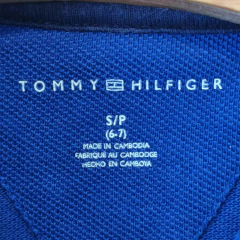 TOMMY HILFIGER
S/P
(6-7)
MADE IN CAMBODIA
FABRIQUÉ AU CAMBODGE
HECHO EN CAMBOYA